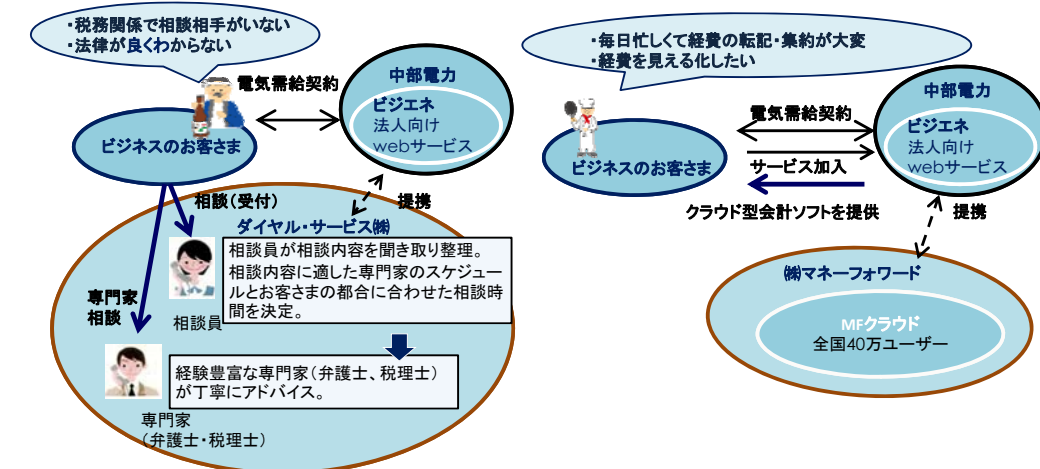 ・税務関係で相談相手がいない
・法律が良くわからない
電気需給契約
中部電力
ビジエネ
法人向け
webサービス
ビジネスのお客さま
相談(受付)
提携
ダイヤル・サービス㈱
相談員が相談内容を聞き取り整理。
相談内容に適した専門家のスケジュー
ルとお客さまの都合に合わせた相談時
間を決定。
相談員
専門家
相談
経験豊富な専門家(弁護士、税理士)
が丁寧にアドバイス。
専門家
(弁護士・税理士)
・毎日忙しくて経費の転記・集約が大変
・経費を見える化したい
電気需給契約
中部電力
ビジエネ
法人向け
webサービス
ビジネスのお客さま
サービス加入
クラウド型会計ソフトを提供
提携
㈱マネーフォワード
MFクラウド
全国40万ユーザー